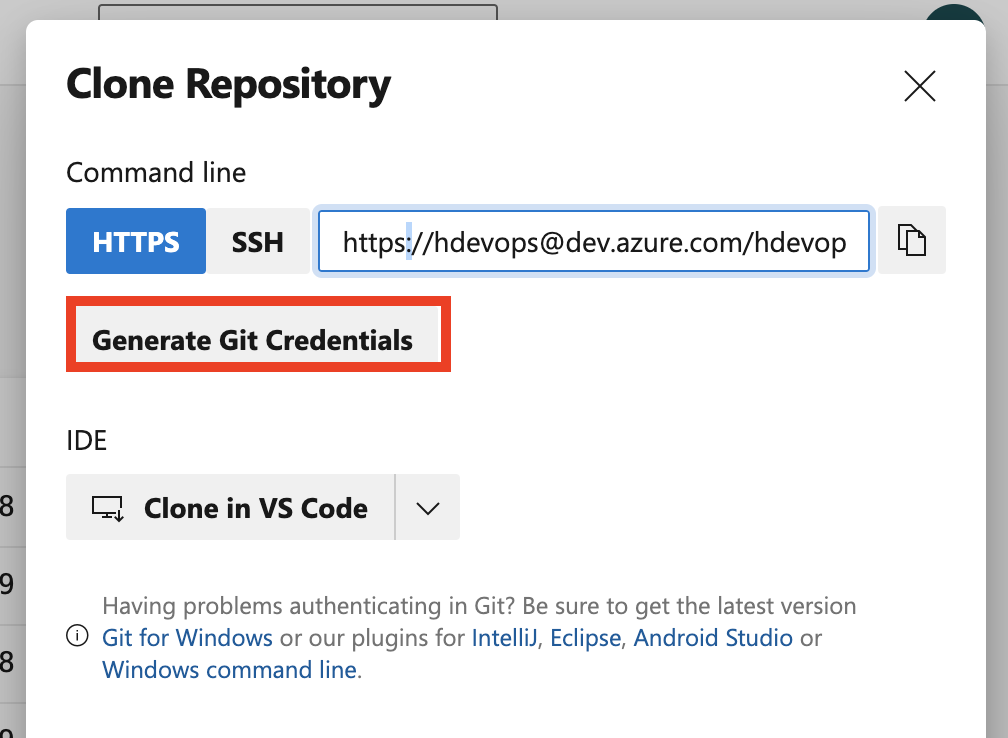 Clone Repository
Command line
HTTPS SSH https://hdevops@dev.azure.com/hdevop
Generate Git Credentials
IDE
Clone in VS Code
8
9
Having problems authenticating in Git? Be sure to get the latest version
Git for Windows or our plugins for IntelliJ, Eclipse, Android Studio or
8
Windows command line.